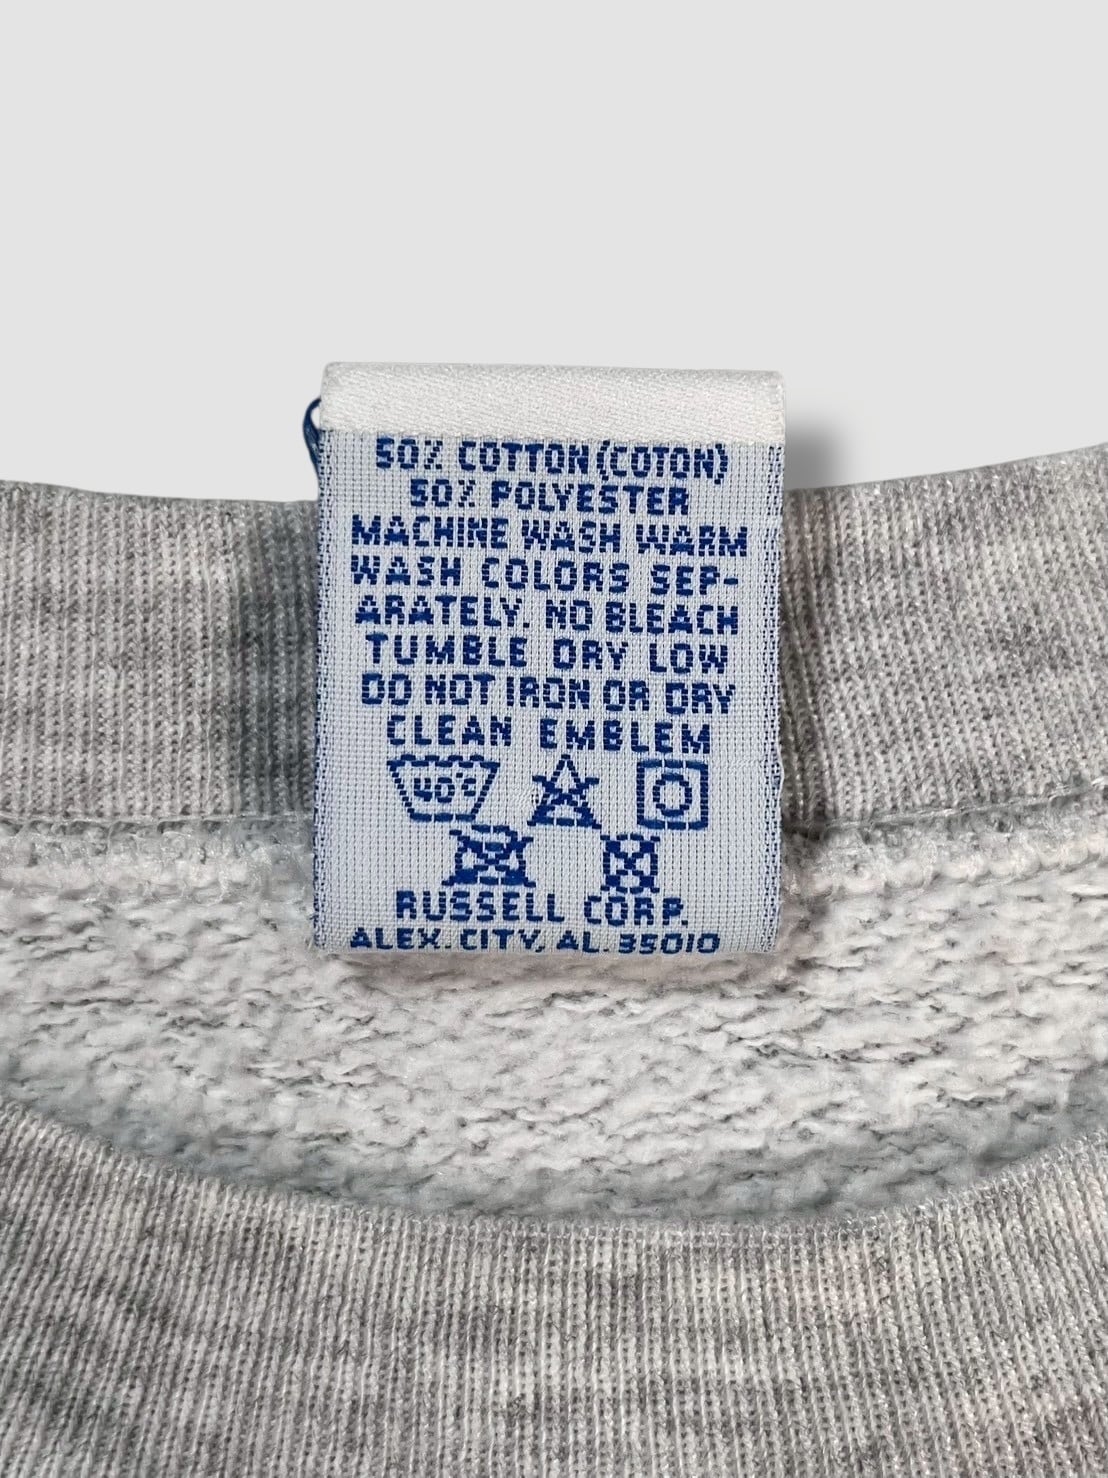 50% COTTON (COTON)
50% POLYESTER
MACHINE WASH WARM
WASH COLORS SEP-
ARATELY. NO BLEACH
TUMBLE DRY LOW
DO NOT IRON OR DRY
CLEAN EMBLEM
40°C
RUSSELL CORP.
ALEX. CITY, AL. 35010